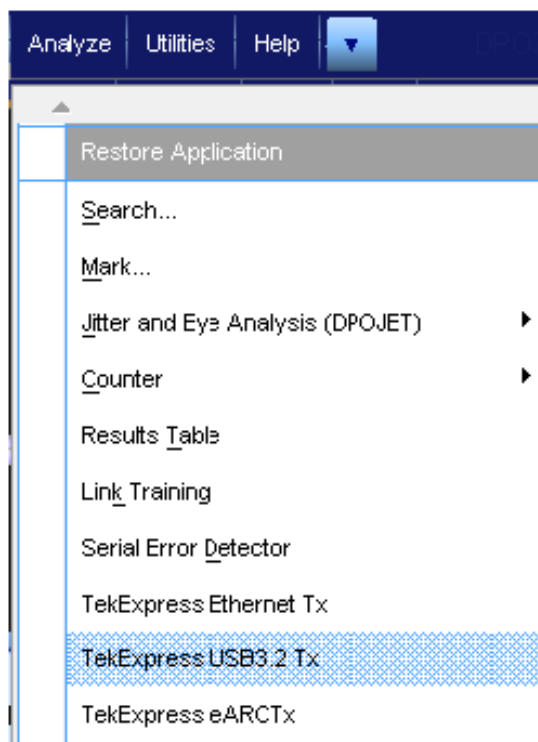 Analyze Utilities Help
Restore Application
Search...
Mark...
Jitter and Eye Analysis (DPOJET)
Counter
Results Table
Link Training
Serial Error Detector
TekExpress Ethernet Tx
TekExpress USB3.2 Tx
TekExpress eARCTx